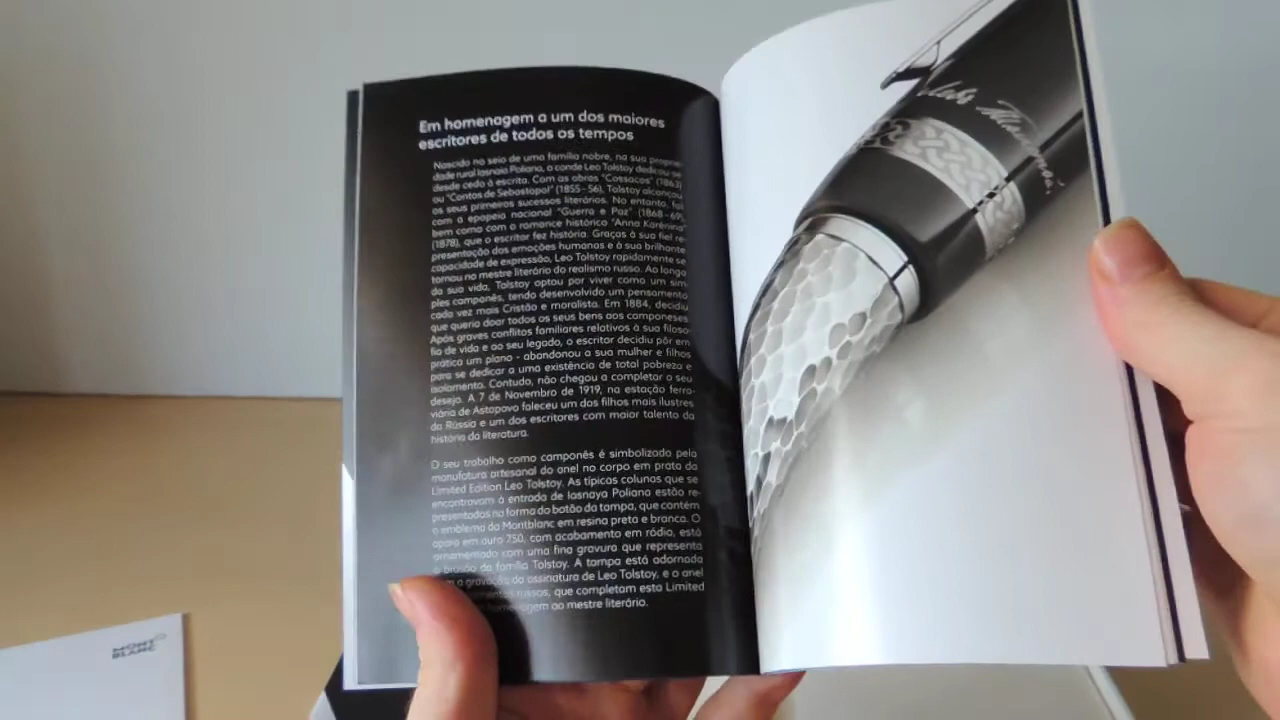 Em homenagem a um dos maiores
escritores de todos os tempos
Nascido no seio de uma família nobre, na sua proprie-
dade rural Iasnaia Poliana, o conde Leo Tolstoy dedicou-se
desde cedo à escrita. Com as obras "Cossacos" (1863)
ou "Contos de Sebastopol" (1855-56), Tolstoy alcançou
os seus primeiros sucessos literários. No entanto, foi
com a epopeia nacional "Guerra e Paz" (1868-69),
bem como com o romance histórico "Anna Karénina"
(1878), que o escritor fez história. Graças à sua fiel re-
presentação das emoções humanas e à sua brilhante
capacidade de expressão, Leo Tolstoy rapidamente se
tornou no mestre literário do realismo russo. Ao longo
da sua vida, Tolstoy optou por viver como um sim-
ples camponês, tendo desenvolvido um pensamento
cada vez mais Cristão e moralista. Em 1884, decidiu
que queria doar todos os seus bens aos camponeses.
Após graves conflitos familiares relativos à sua filoso-
fia de vida e ao seu legado, o escritor decidiu pôr em
prática um plano - abandonou a sua mulher e filhos
para se dedicar a uma existência de total pobreza e
isolamento. Contudo, não chegou a completar o seu
desejo. A 7 de Novembro de 1919, na estação ferro-
viária de Astapovo faleceu um dos filhos mais ilustres
da Rússia e um dos escritores com maior talento da
história da literatura.
O seu trabalho como camponês é simbolizado pela
manufatura artesanal do anel no corpo em prata da
Limited Edition Leo Tolstoy. As típicas colunas que se
encontravam à entrada de Iasnaya Poliana estão re-
presentadas na forma do botão da tampa, que contém
o emblema da Montblanc em resina preta e branca. O
aparo em ouro 750, com acabamento em ródio, está
ornamentado com uma fina gravura que representa
o brasão da família Tolstoy. A tampa está adornada
a gravação da assinatura de Leo Tolstoy, e o anel
russos, que completam esta Limited
homenagem ao mestre literário.
MONT
BLANC